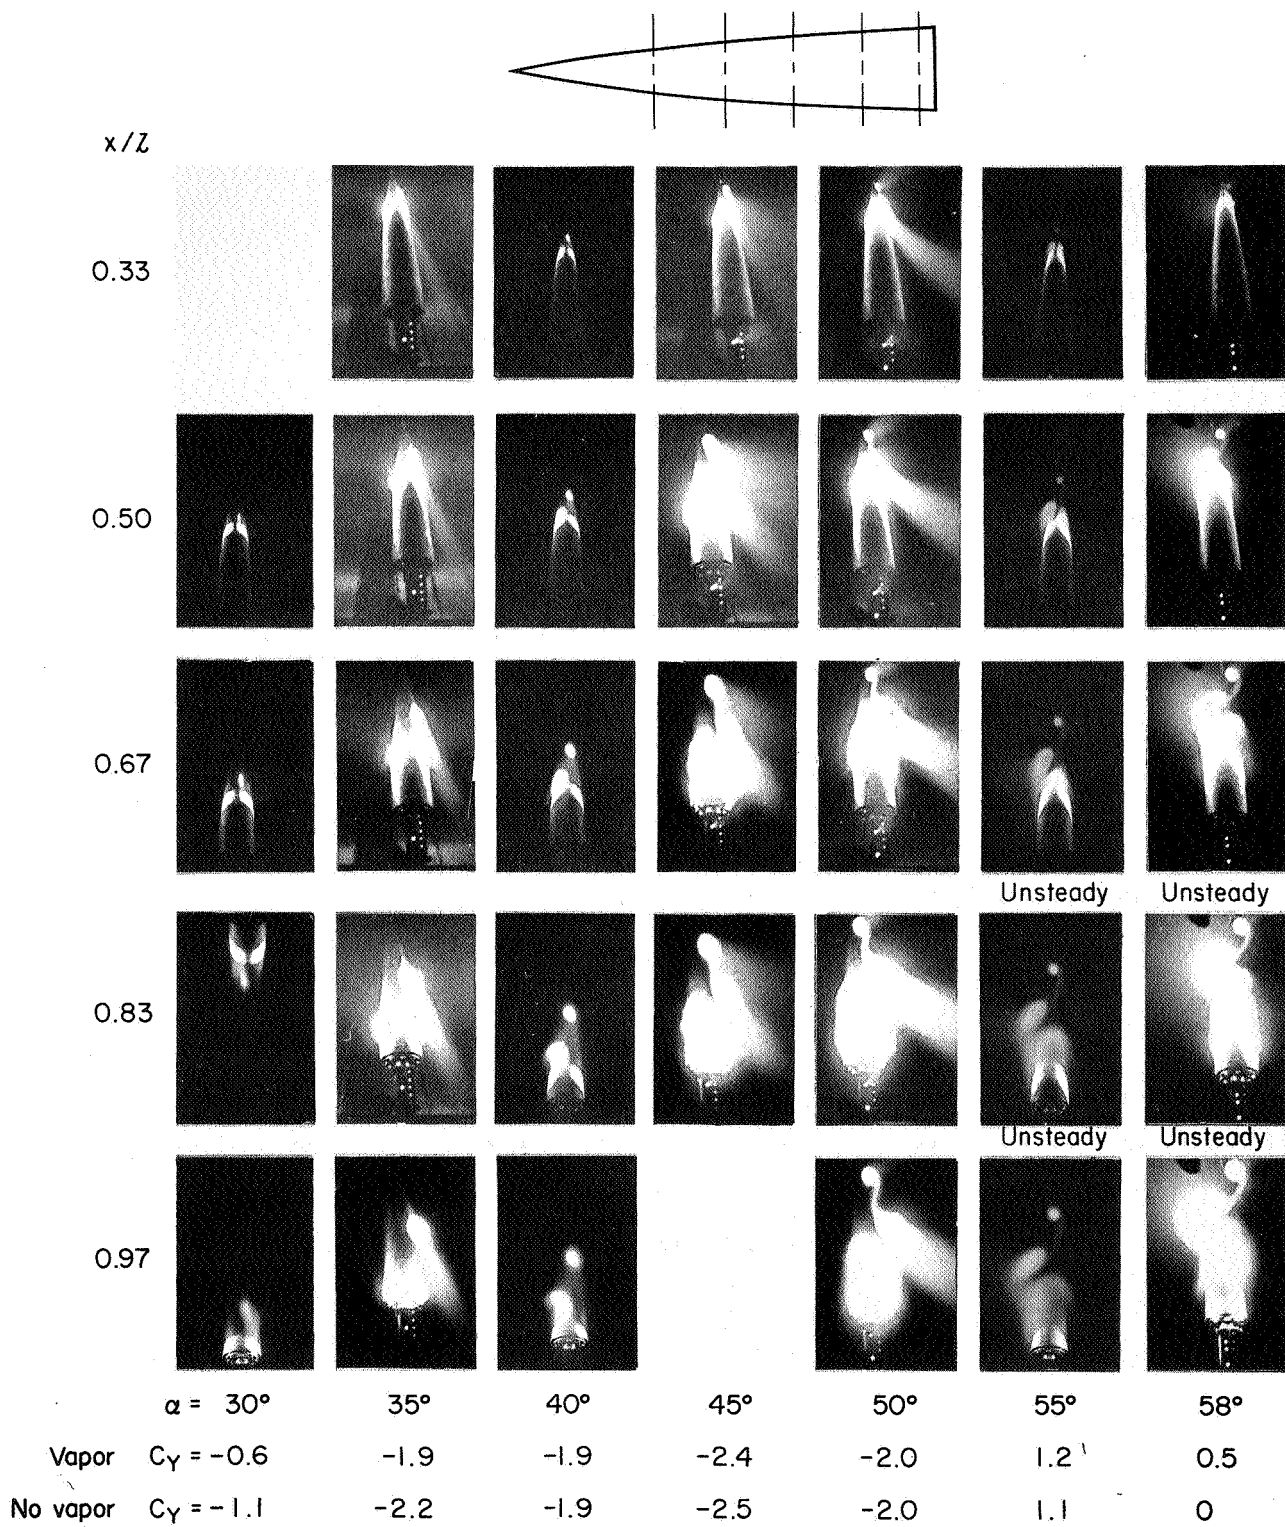 x/l
0.33
0.50
0.67
Unsteady Unsteady
0.83
Unsteady Unsteady
0.97
α = 30° 35° 40° 45° 50° 55° 58°
Vapor C_Y = -0.6 -1.9 -1.9 -2.4 -2.0 1.2 0.5
No vapor C_Y = -1.1 -2.2 -1.9 -2.5 -2.0 1.1 0